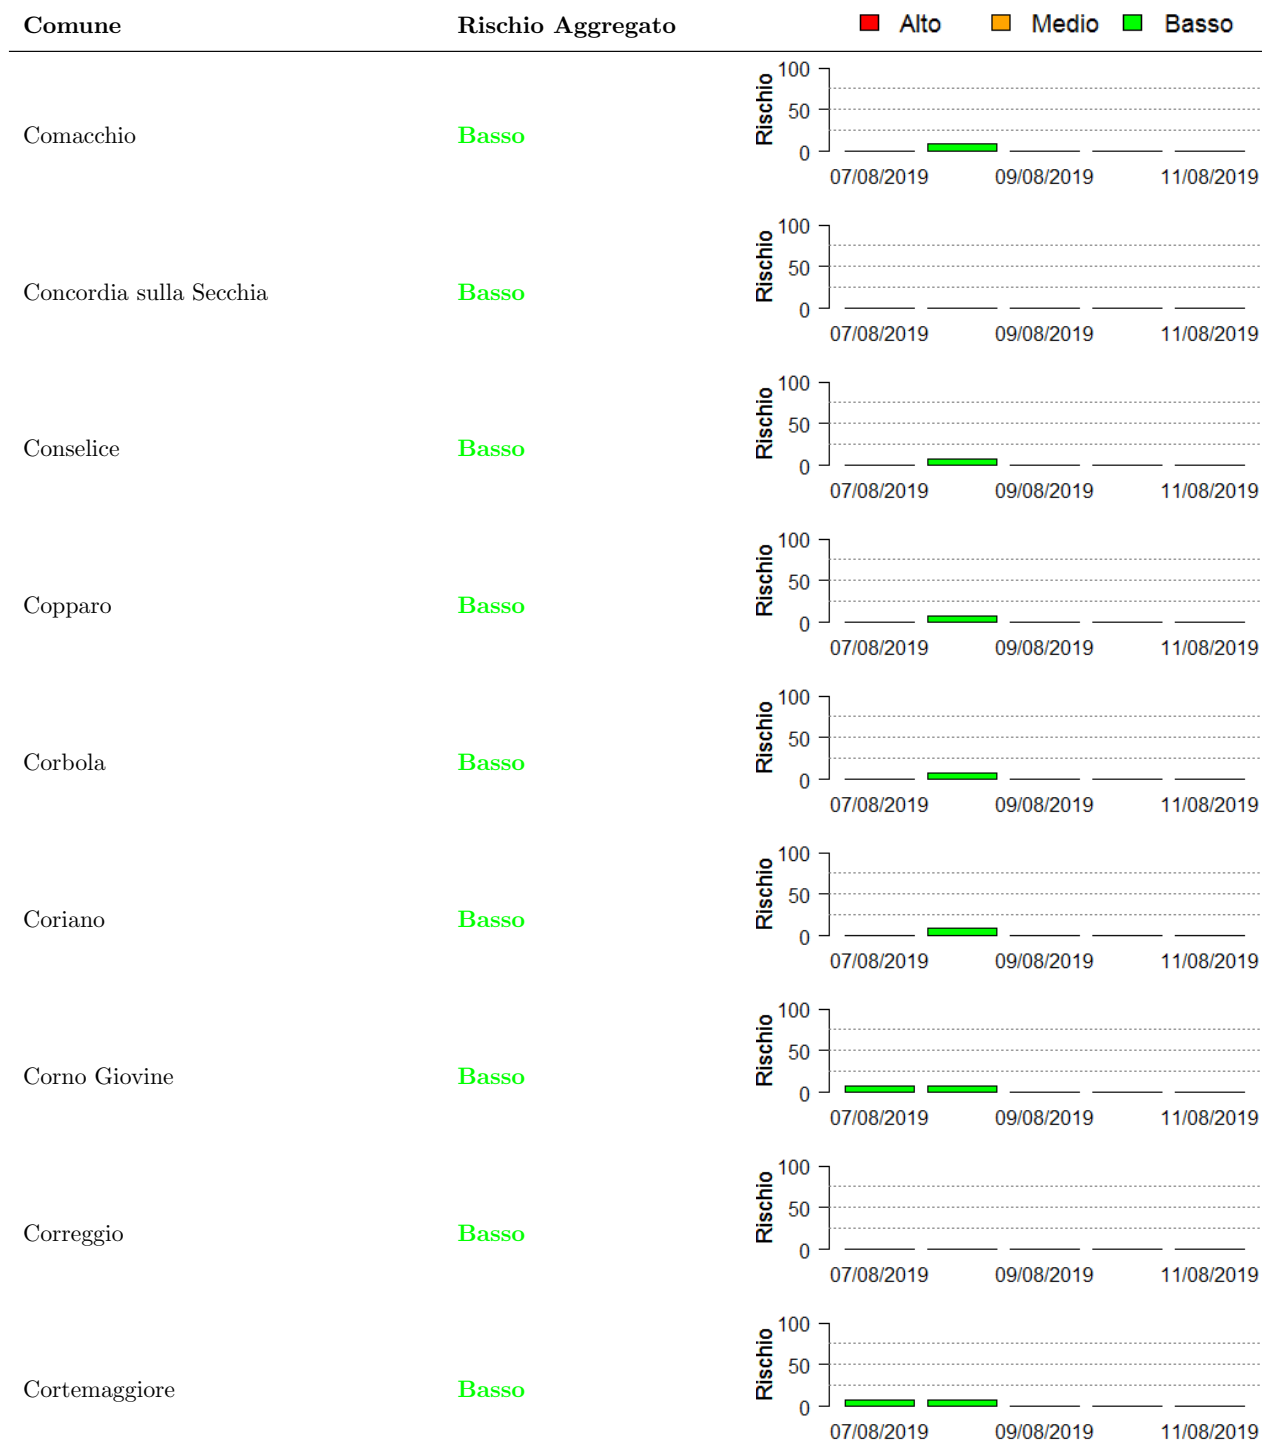 Comune Rischio Aggregato Alto Medio Basso
Comacchio Basso
Rischio
100
50
0
07/08/2019 09/08/2019 11/08/2019
Concordia sulla Secchia Basso
Rischio
100
50
0
07/08/2019 09/08/2019 11/08/2019
Conselice Basso
Rischio
100
50
0
07/08/2019 09/08/2019 11/08/2019
Copparo Basso
Rischio
100
50
0
07/08/2019 09/08/2019 11/08/2019
Corbola Basso
Rischio
100
50
0
07/08/2019 09/08/2019 11/08/2019
Coriano Basso
Rischio
100
50
0
07/08/2019 09/08/2019 11/08/2019
Corno Giovine Basso
Rischio
100
50
0
07/08/2019 09/08/2019 11/08/2019
Correggio Basso
Rischio
100
50
0
07/08/2019 09/08/2019 11/08/2019
Cortemaggiore Basso
Rischio
100
50
0
07/08/2019 09/08/2019 11/08/2019